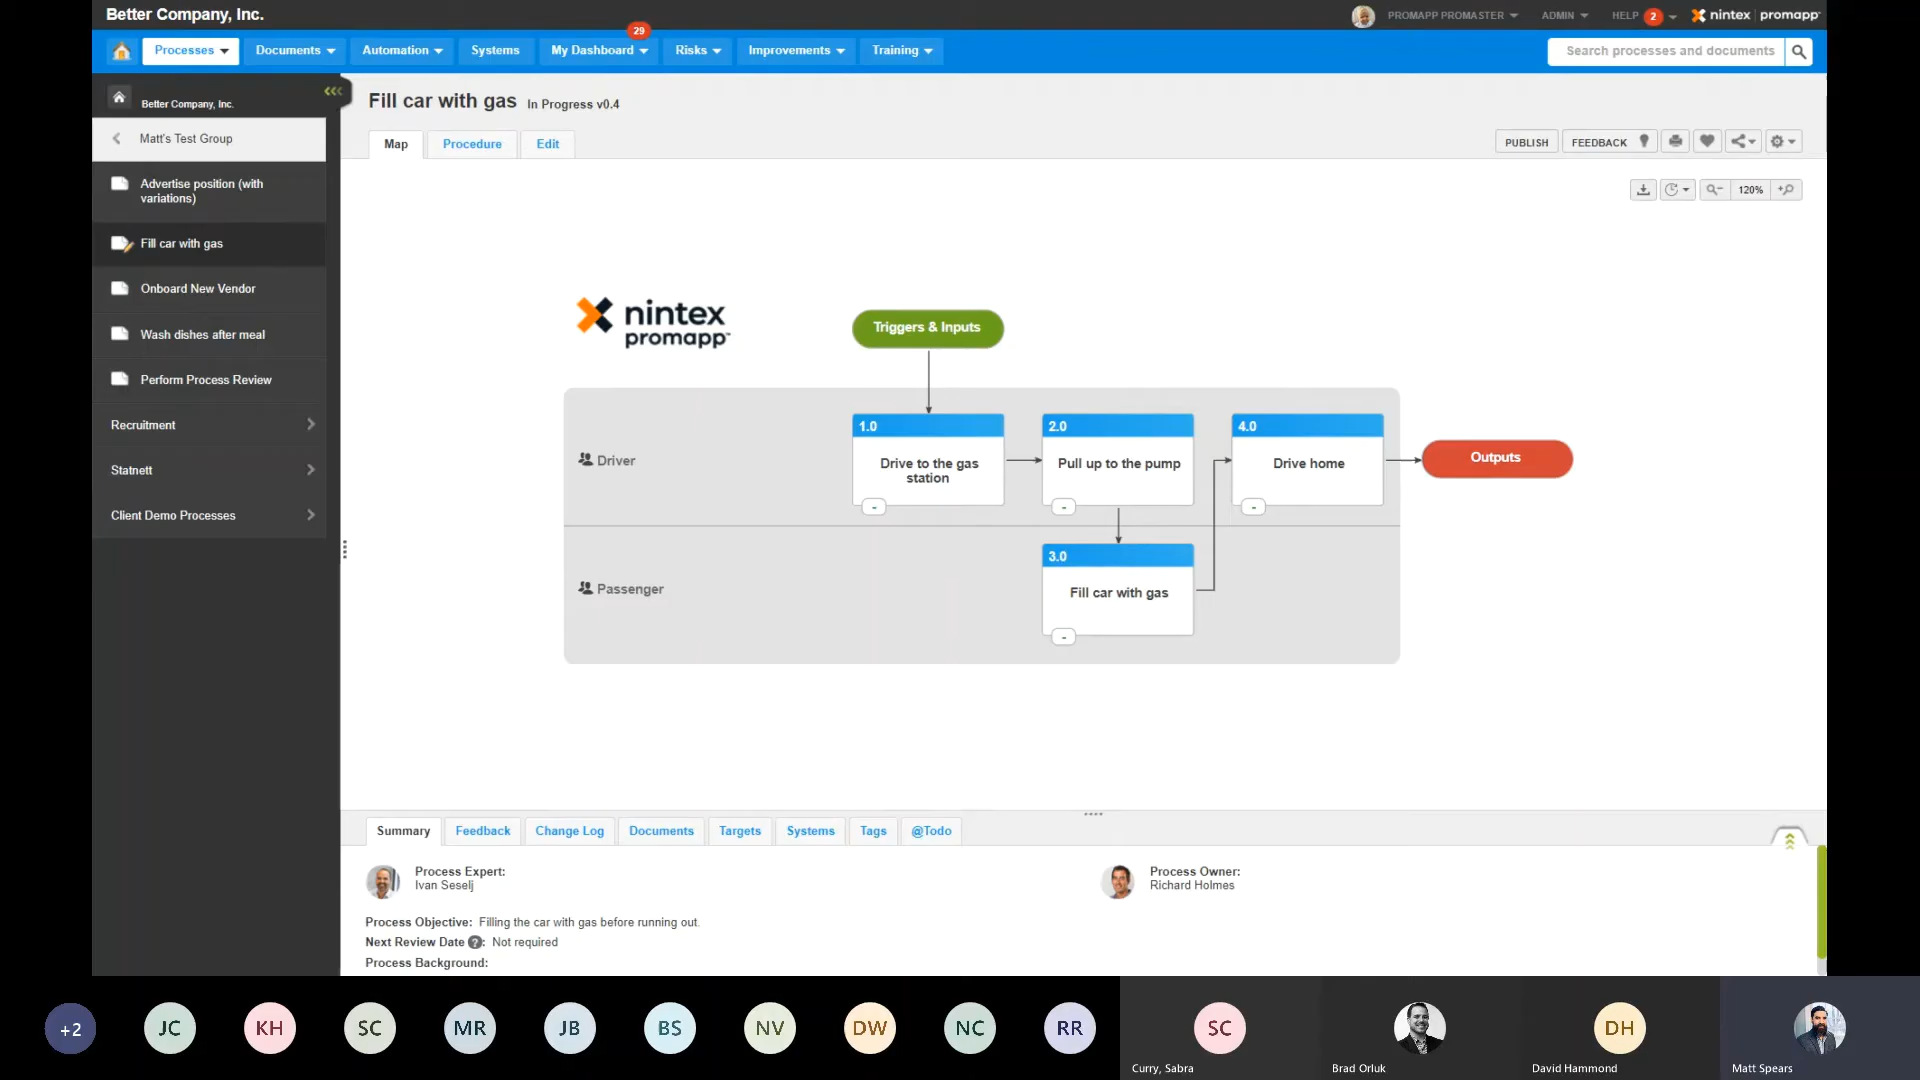 Better Company, Inc.
PROMAPP PROMASTER
ADMIN
HELP 2
nintex promapp
Processes
Documents
Automation
Systems
My Dashboard 29
Risks
Improvements
Training
Search processes and documents
Better Company, Inc.
Matt's Test Group
Advertise position (with
variations)
Fill car with gas
Onboard New Vendor
Wash dishes after meal
Perform Process Review
Recruitment
Statnett
Client Demo Processes
Fill car with gas In Progress v0.4
Map
Procedure
Edit
PUBLISH
FEEDBACK
120%
nintex
promapp
Triggers & Inputs
Driver
1.0
Drive to the gas
station
-
2.0
Pull up to the pump
-
4.0
Drive home
-
Outputs
Passenger
3.0
Fill car with gas
-
Summary
Feedback
Change Log
Documents
Targets
Systems
Tags
@Todo
Process Expert:
Ivan Seselj
Process Owner:
Richard Holmes
Process Objective: Filling the car with gas before running out.
Next Review Date ?: Not required
Process Background:
+2
JC
KH
SC
MR
JB
BS
NV
DW
NC
RR
SC
Curry, Sabra
Brad Orluk
DH
David Hammond
Matt Spears